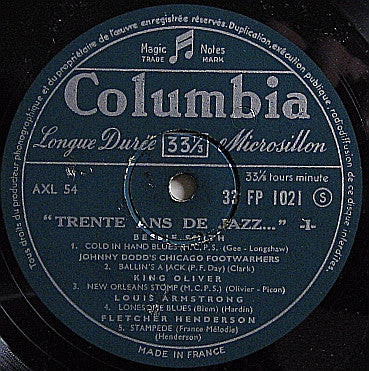 Tous droits du producteur phonographique et du propriétaire de l'œuvre enregistrée réservés. Duplication, exécution publique, radiodiffusion de ce disque interdites.
Magic Notes
TRADE MARK
Columbia
Longue Durée 33⅓ Microsillon
33⅓ tours minute
AXL 54
33 FP 1021 S
"TRENTE ANS DE JAZZ..." -1-
BESSIE SMITH
1. COLD IN HAND BLUES M.C.P.S. (Gee - Longshaw)
JOHNNY DODD'S CHICAGO FOOTWARMERS
2. BALLIN'S A JACK (P.F. Day) (Clark)
KING OLIVER
3. NEW ORLEANS STOMP (M.C.P.S.) (Olivier - Picon)
LOUIS ARMSTRONG
4. LONESOME BLUES (Biem) (Hardin)
FLETCHER HENDERSON
5. STAMPEDE (France Mélodie)
(Henderson)
MADE IN FRANCE